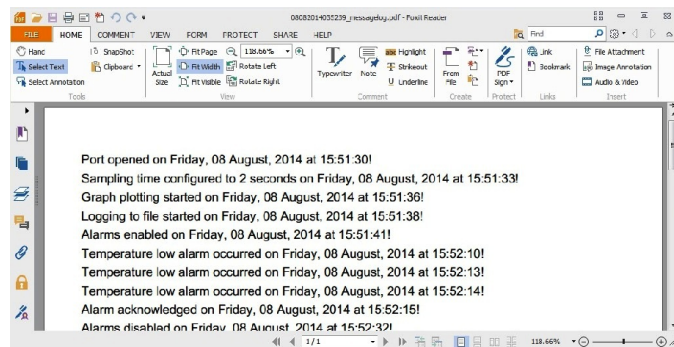 08082014035239_messagelog.pdf - Foxit Reader
FILE HOME COMMENT VIEW FORM PROTECT SHARE HELP Find
Hand SnapShot Fit Page 118.66% Highlight Link File Attachment
Select Text Clipboard Fit Width Rotate Left Strikeout Bookmark Image Annotation
Select Annotation Actual Size Fit Visible Rotate Right Typewriter Note Underline From File PDF Sign Audio & Video
Tools View Comment Create Protect Links Insert
Port opened on Friday, 08 August, 2014 at 15:51:30!
Sampling time configured to 2 seconds on Friday, 08 August, 2014 at 15:51:33!
Graph plotting started on Friday, 08 August, 2014 at 15:51:36!
Logging to file started on Friday, 08 August, 2014 at 15:51:38!
Alarms enabled on Friday, 08 August, 2014 at 15:51:41!
Temperature low alarm occurred on Friday, 08 August, 2014 at 15:52:10!
Temperature low alarm occurred on Friday, 08 August, 2014 at 15:52:13!
Temperature low alarm occurred on Friday, 08 August, 2014 at 15:52:14!
Alarm acknowledged on Friday, 08 August, 2014 at 15:52:15!
Alarms disabled on Friday, 08 August, 2014 at 15:52:32!
1/1 118.66%